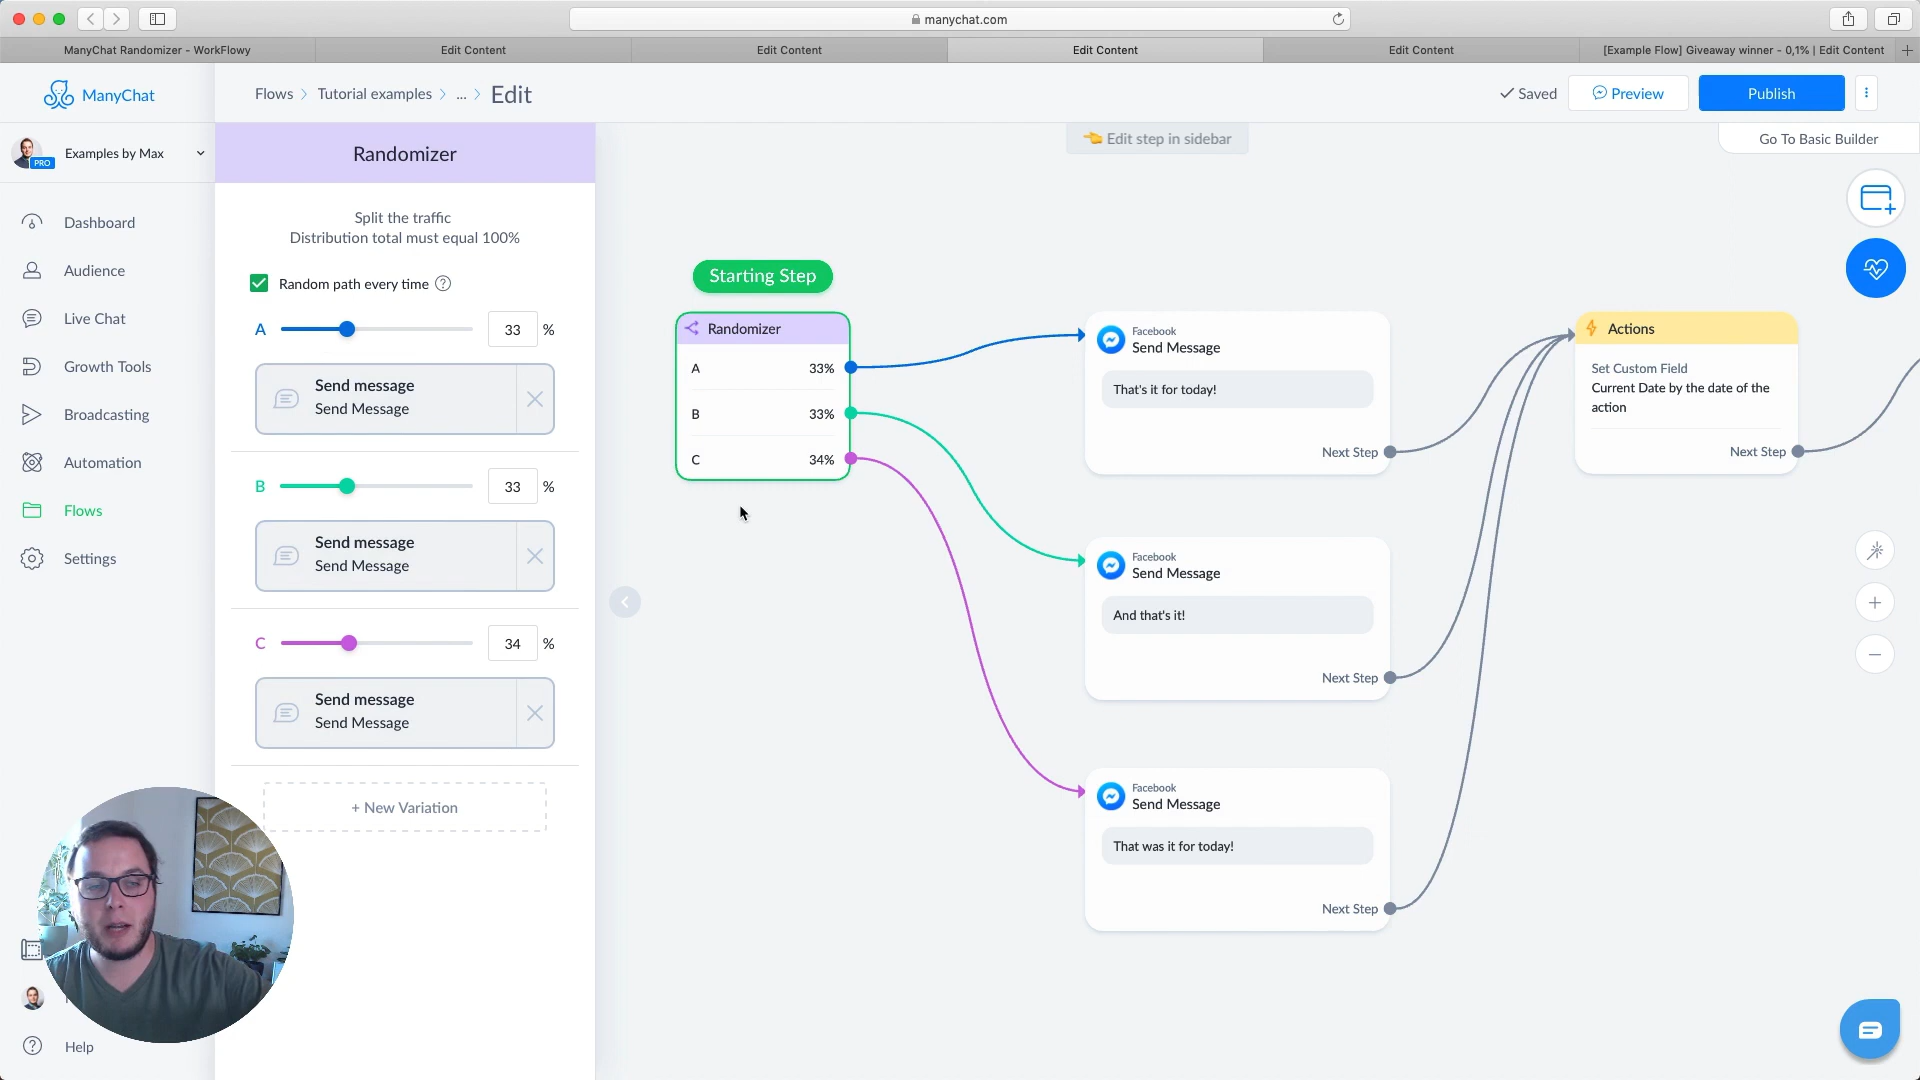 manychat.com
ManyChat Randomizer - WorkFlowy
Edit Content
Edit Content
Edit Content
Edit Content
[Example Flow] Giveaway winner - 0,1% | Edit Content
ManyChat
Flows
Tutorial examples
...
Edit
Saved
Preview
Publish
PRO
Examples by Max
Randomizer
Edit step in sidebar
Go To Basic Builder
Dashboard
Audience
Live Chat
Growth Tools
Broadcasting
Automation
Flows
Settings
Help
Split the traffic
Distribution total must equal 100%
Random path every time ?
A 33 %
Send message
Send Message
B 33 %
Send message
Send Message
C 34 %
Send message
Send Message
+ New Variation
Starting Step
Randomizer
A 33%
B 33%
C 34%
Facebook
Send Message
That's it for today!
Next Step
Facebook
Send Message
And that's it!
Next Step
Facebook
Send Message
That was it for today!
Next Step
Actions
Set Custom Field
Current Date by the date of the
action
Next Step